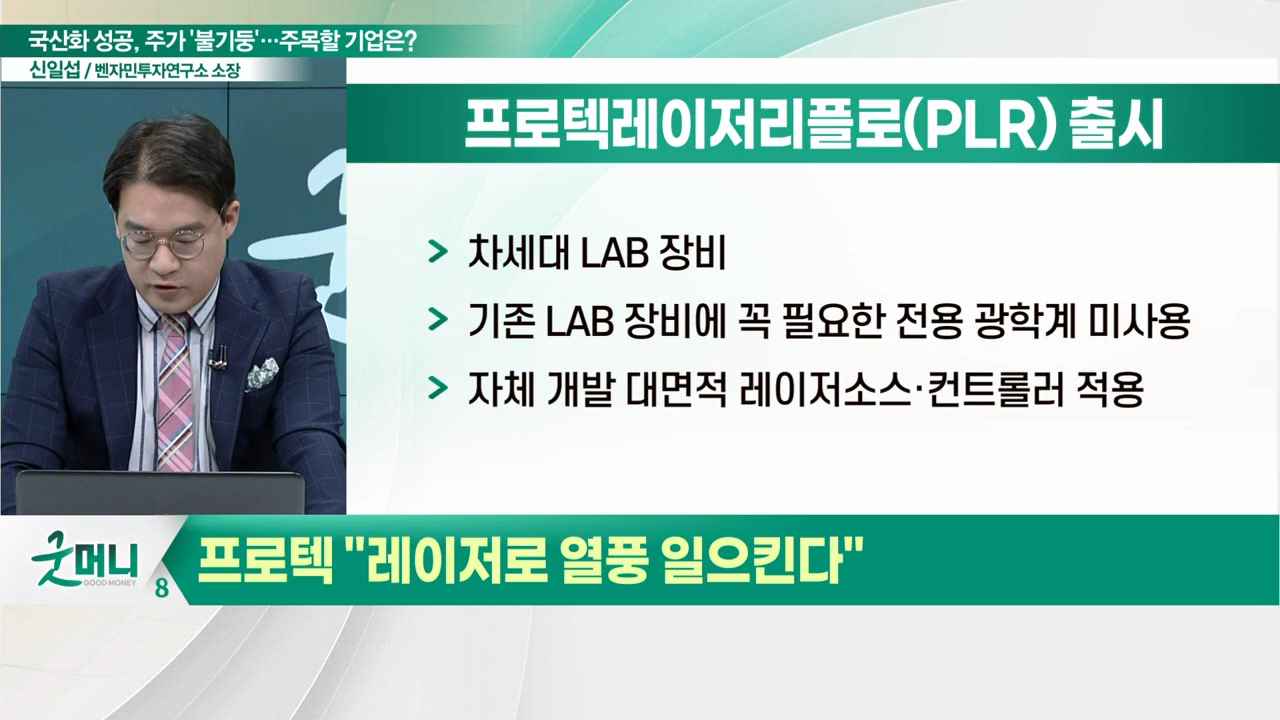 국산화 성공, 주가 '불기둥'…주목할 기업은?
신일섭 / 벤자민투자연구소 소장
프로텍레이저리플로(PLR) 출시
> 차세대 LAB 장비
> 기존 LAB 장비에 꼭 필요한 전용 광학계 미사용
> 자체 개발 대면적 레이저소스·컨트롤러 적용
굿머니
GOOD MONEY
8
프로텍 "레이저로 열풍 일으킨다"